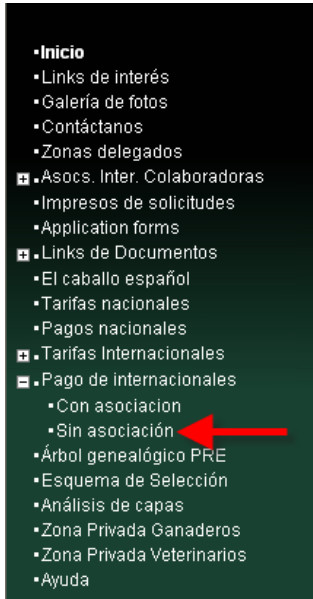 ▪Inicio
▪Links de interés
▪Galería de fotos
▪Contáctanos
▪Zonas delegados
▪Asocs. Inter. Colaboradoras
▪Impresos de solicitudes
▪Application forms
▪Links de Documentos
▪El caballo español
▪Tarifas nacionales
▪Pagos nacionales
▪Tarifas Internacionales
▪Pago de internacionales
▪Con asociacion
▪Sin asociación
▪Árbol genealógico PRE
▪Esquema de Selección
▪Análisis de capas
▪Zona Privada Ganaderos
▪Zona Privada Veterinarios
▪Ayuda